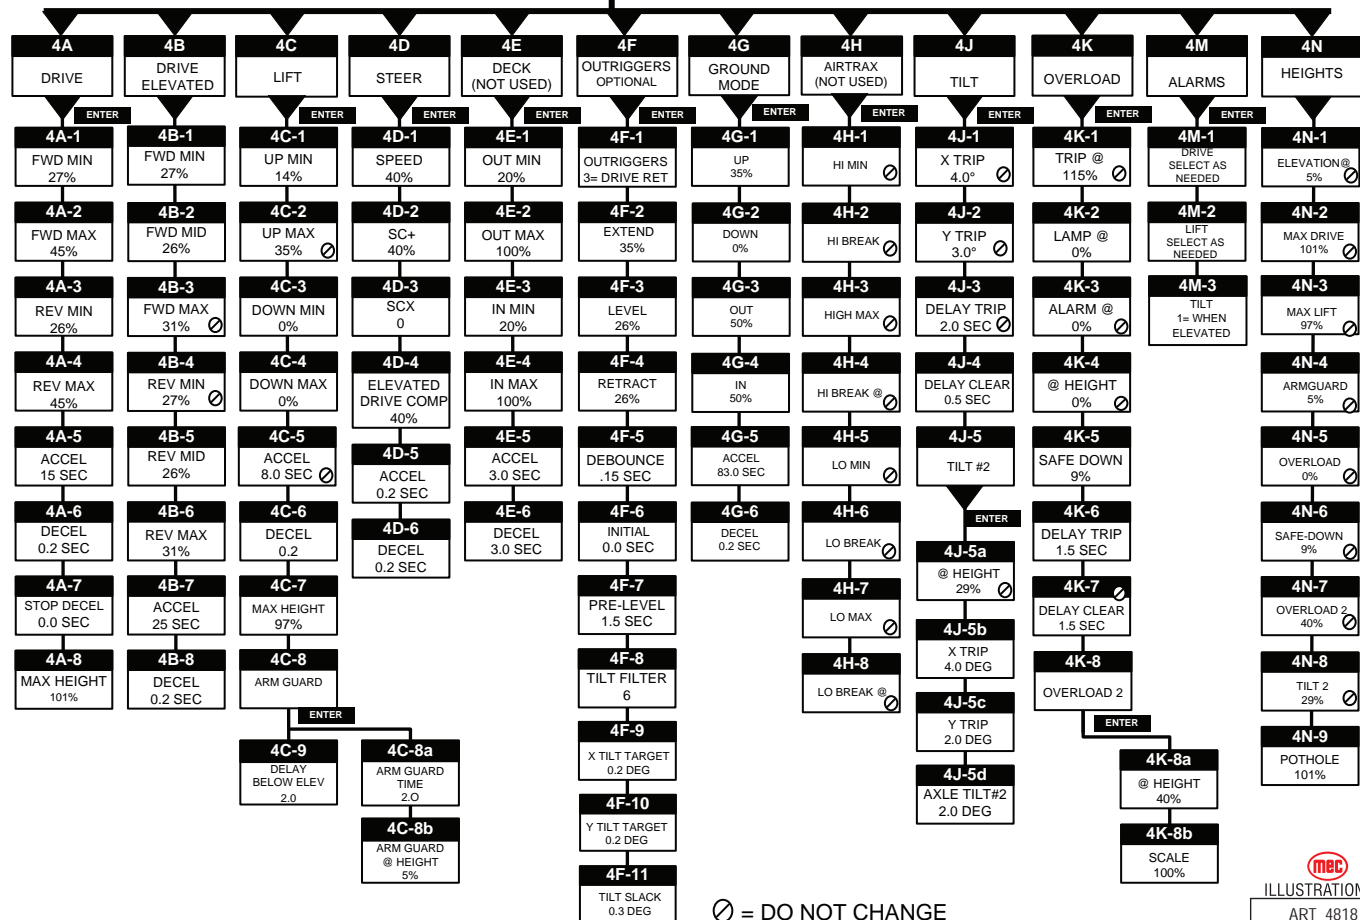 4A
DRIVE
4B
DRIVE
ELEVATED
4C
LIFT
4D
STEER
4E
DECK
(NOT USED)
4F
OUTRIGGERS
OPTIONAL
4G
GROUND
MODE
4H
AIRTRAX
(NOT USED)
4J
TILT
4K
OVERLOAD
4M
ALARMS
4N
HEIGHTS
ENTER
4A-1
FWD MIN
27%
4A-2
FWD MAX
45%
4A-3
REV MIN
26%
4A-4
REV MAX
45%
4A-5
ACCEL
15 SEC
4A-6
DECEL
0.2 SEC
4A-7
STOP DECEL
0.0 SEC
4A-8
MAX HEIGHT
101%
ENTER
4B-1
FWD MIN
27%
4B-2
FWD MID
26%
4B-3
FWD MAX
31%
4B-4
REV MIN
27%
4B-5
REV MID
26%
4B-6
REV MAX
31%
4B-7
ACCEL
25 SEC
4B-8
DECEL
0.2 SEC
ENTER
4C-1
UP MIN
14%
4C-2
UP MAX
35%
4C-3
DOWN MIN
0%
4C-4
DOWN MAX
0%
4C-5
ACCEL
8.0 SEC
4C-6
DECEL
0.2
4C-7
MAX HEIGHT
97%
4C-8
ARM GUARD
ENTER
4C-9
DELAY
BELOW ELEV
2.0
4C-8a
ARM GUARD
TIME
2.O
4C-8b
ARM GUARD
@ HEIGHT
5%
ENTER
4D-1
SPEED
40%
4D-2
SC+
40%
4D-3
SCX
0
4D-4
ELEVATED
DRIVE COMP
40%
4D-5
ACCEL
0.2 SEC
4D-6
DECEL
0.2 SEC
ENTER
4E-1
OUT MIN
20%
4E-2
OUT MAX
100%
4E-3
IN MIN
20%
4E-4
IN MAX
100%
4E-5
ACCEL
3.0 SEC
4E-6
DECEL
3.0 SEC
ENTER
4F-1
OUTRIGGERS
3= DRIVE RET
4F-2
EXTEND
35%
4F-3
LEVEL
26%
4F-4
RETRACT
26%
4F-5
DEBOUNCE
.15 SEC
4F-6
INITIAL
0.0 SEC
4F-7
PRE-LEVEL
1.5 SEC
4F-8
TILT FILTER
6
4F-9
X TILT TARGET
0.2 DEG
4F-10
Y TILT TARGET
0.2 DEG
4F-11
TILT SLACK
0.3 DEG
ENTER
4G-1
UP
35%
4G-2
DOWN
0%
4G-3
OUT
50%
4G-4
IN
50%
4G-5
ACCEL
83.0 SEC
4G-6
DECEL
0.2 SEC
ENTER
4H-1
HI MIN
4H-2
HI BREAK
4H-3
HIGH MAX
4H-4
HI BREAK @
4H-5
LO MIN
4H-6
LO BREAK
4H-7
LO MAX
4H-8
LO BREAK @
ENTER
4J-1
X TRIP
4.0°
4J-2
Y TRIP
3.0°
4J-3
DELAY TRIP
2.0 SEC
4J-4
DELAY CLEAR
0.5 SEC
4J-5
TILT #2
ENTER
4J-5a
@ HEIGHT
29%
4J-5b
X TRIP
4.0 DEG
4J-5c
Y TRIP
2.0 DEG
4J-5d
AXLE TILT#2
2.0 DEG
ENTER
4K-1
TRIP @
115%
4K-2
LAMP @
0%
4K-3
ALARM @
0%
4K-4
@ HEIGHT
0%
4K-5
SAFE DOWN
9%
4K-6
DELAY TRIP
1.5 SEC
4K-7
DELAY CLEAR
1.5 SEC
4K-8
OVERLOAD 2
ENTER
4K-8a
@ HEIGHT
40%
4K-8b
SCALE
100%
ENTER
4M-1
DRIVE
SELECT AS
NEEDED
4M-2
LIFT
SELECT AS
NEEDED
4M-3
TILT
1= WHEN
ELEVATED
4N-1
ELEVATION@
5%
4N-2
MAX DRIVE
101%
4N-3
MAX LIFT
97%
4N-4
ARMGUARD
5%
4N-5
OVERLOAD
0%
4N-6
SAFE-DOWN
9%
4N-7
OVERLOAD 2
40%
4N-8
TILT 2
29%
4N-9
POTHOLE
101%
= DO NOT CHANGE
mec
ILLUSTRATION
ART 4818